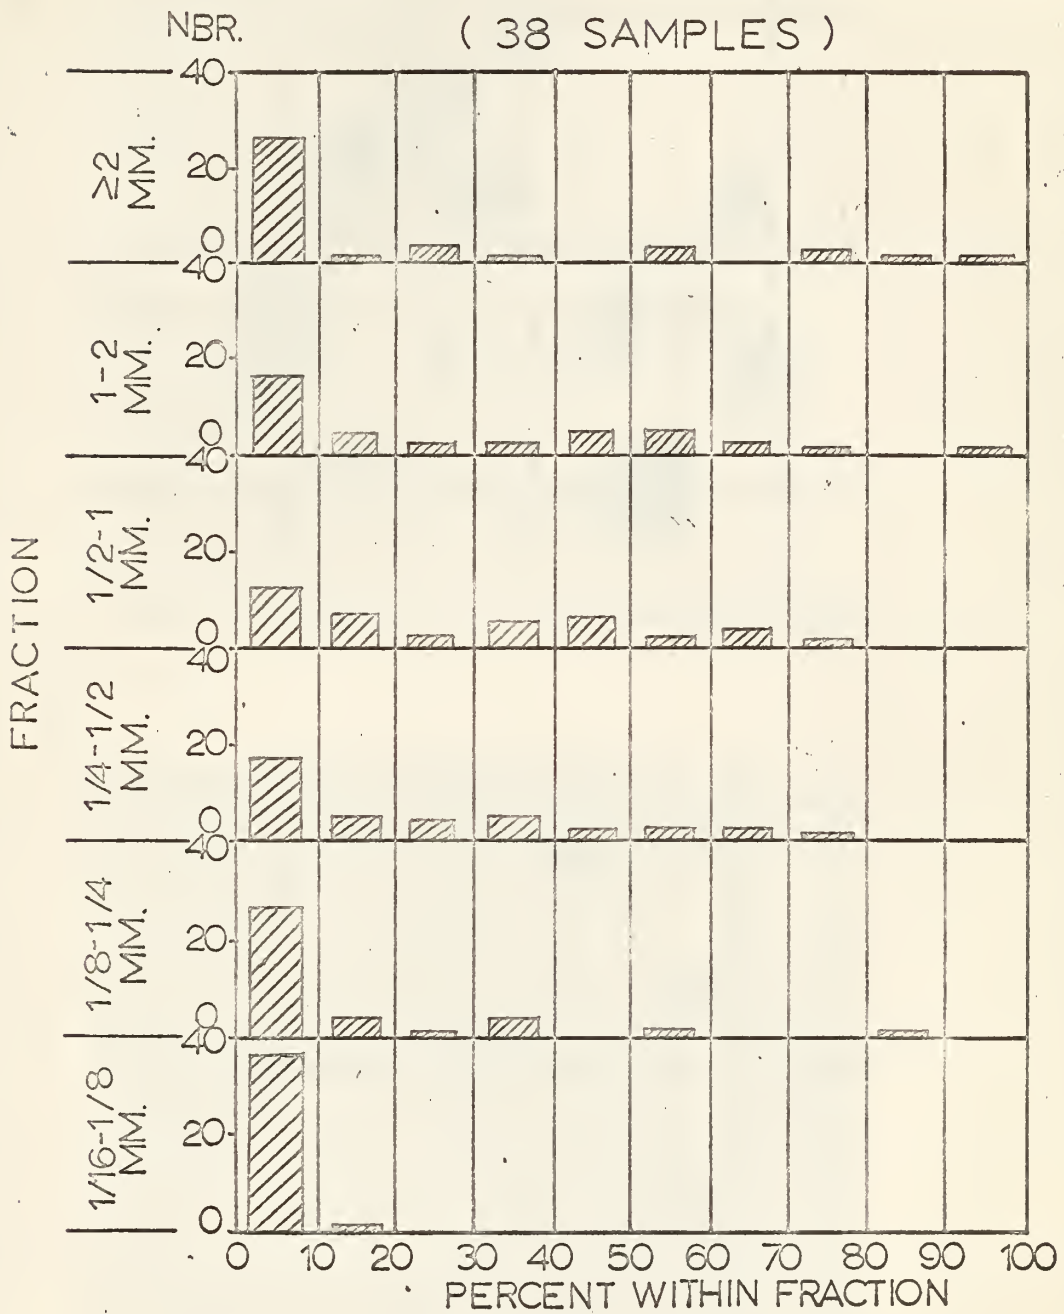 NBR. ( 38 SAMPLES )
40
≥2
MM.
20
0
40
1-2
MM.
20
0
40
1/2-1
MM.
20
0
40
FRACTION
1/4-1/2
MM.
20
0
40
1/8-1/4
MM.
20
0
40
1/16-1/8
MM.
20
0
0 10 20 30 40 50 60 70 80 90 100
PERCENT WITHIN FRACTION